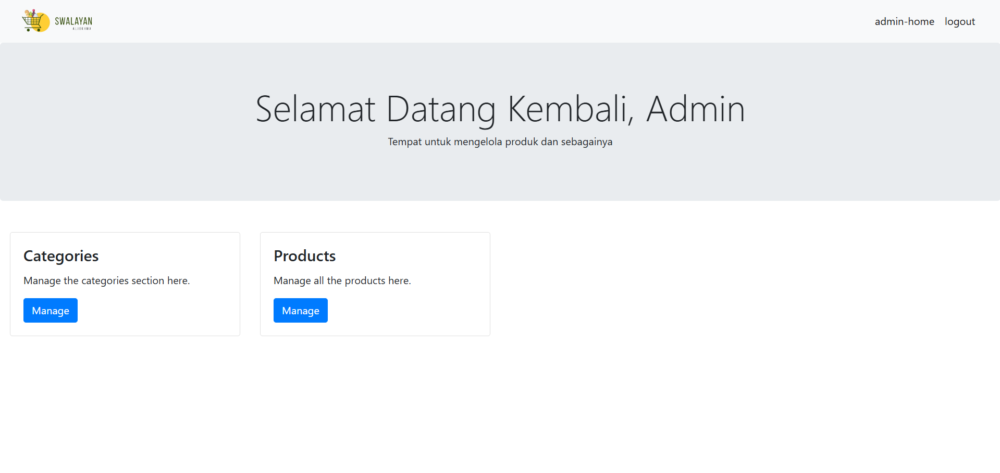 SWALAYAN
admin-home logout
Selamat Datang Kembali, Admin
Tempat untuk mengelola produk dan sebagainya
Categories
Manage the categories section here.
Manage
Products
Manage all the products here.
Manage